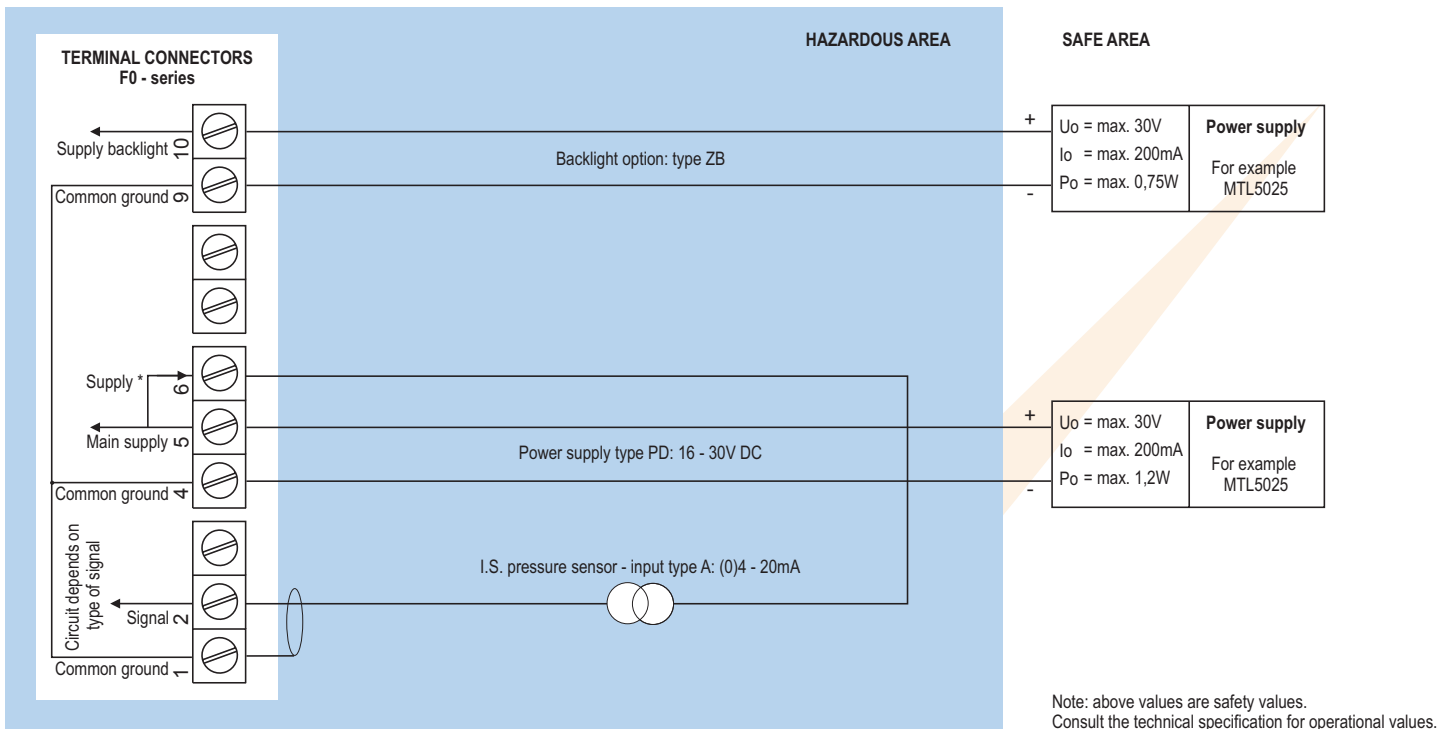 HAZARDOUS AREA
SAFE AREA
TERMINAL CONNECTORS
F0 - series
Supply backlight
10
Common ground
9
Backlight option: type ZB
+
-
Uo = max. 30V
Io = max. 200mA
Po = max. 0,75W
Power supply
For example
MTL5025
Supply *
6
Main supply
5
Common ground
4
Power supply type PD: 16 - 30V DC
+
-
Uo = max. 30V
Io = max. 200mA
Po = max. 1,2W
Power supply
For example
MTL5025
Circuit depends on
type of signal
Signal
2
Common ground
1
I.S. pressure sensor - input type A: (0)4 - 20mA
Note: above values are safety values.
Consult the technical specification for operational values.